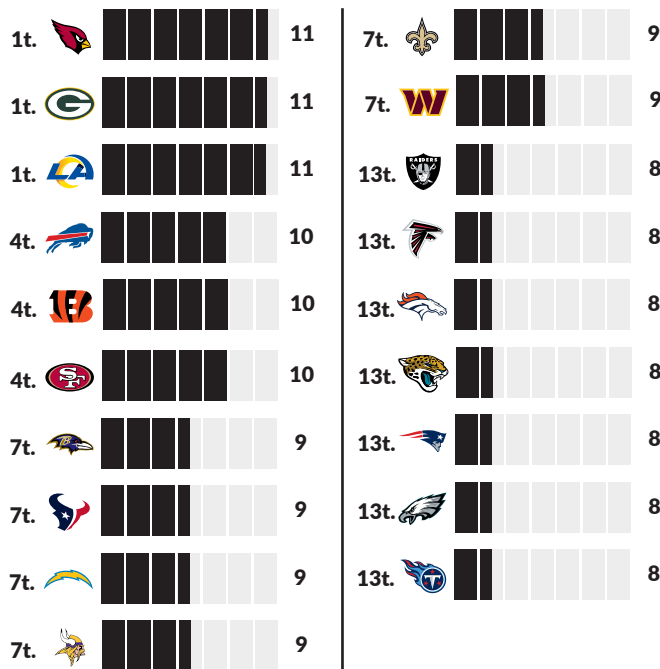 1t. 11
1t. G 11
1t. LA 11
4t. 10
4t. B 10
4t. SF 10
7t. B 9
7t. 9
7t. 9
7t. 9
7t. 9
7t. W 9
13t. RAIDERS 8
13t. 8
13t. 8
13t. 8
13t. 8
13t. 8
13t. T 8